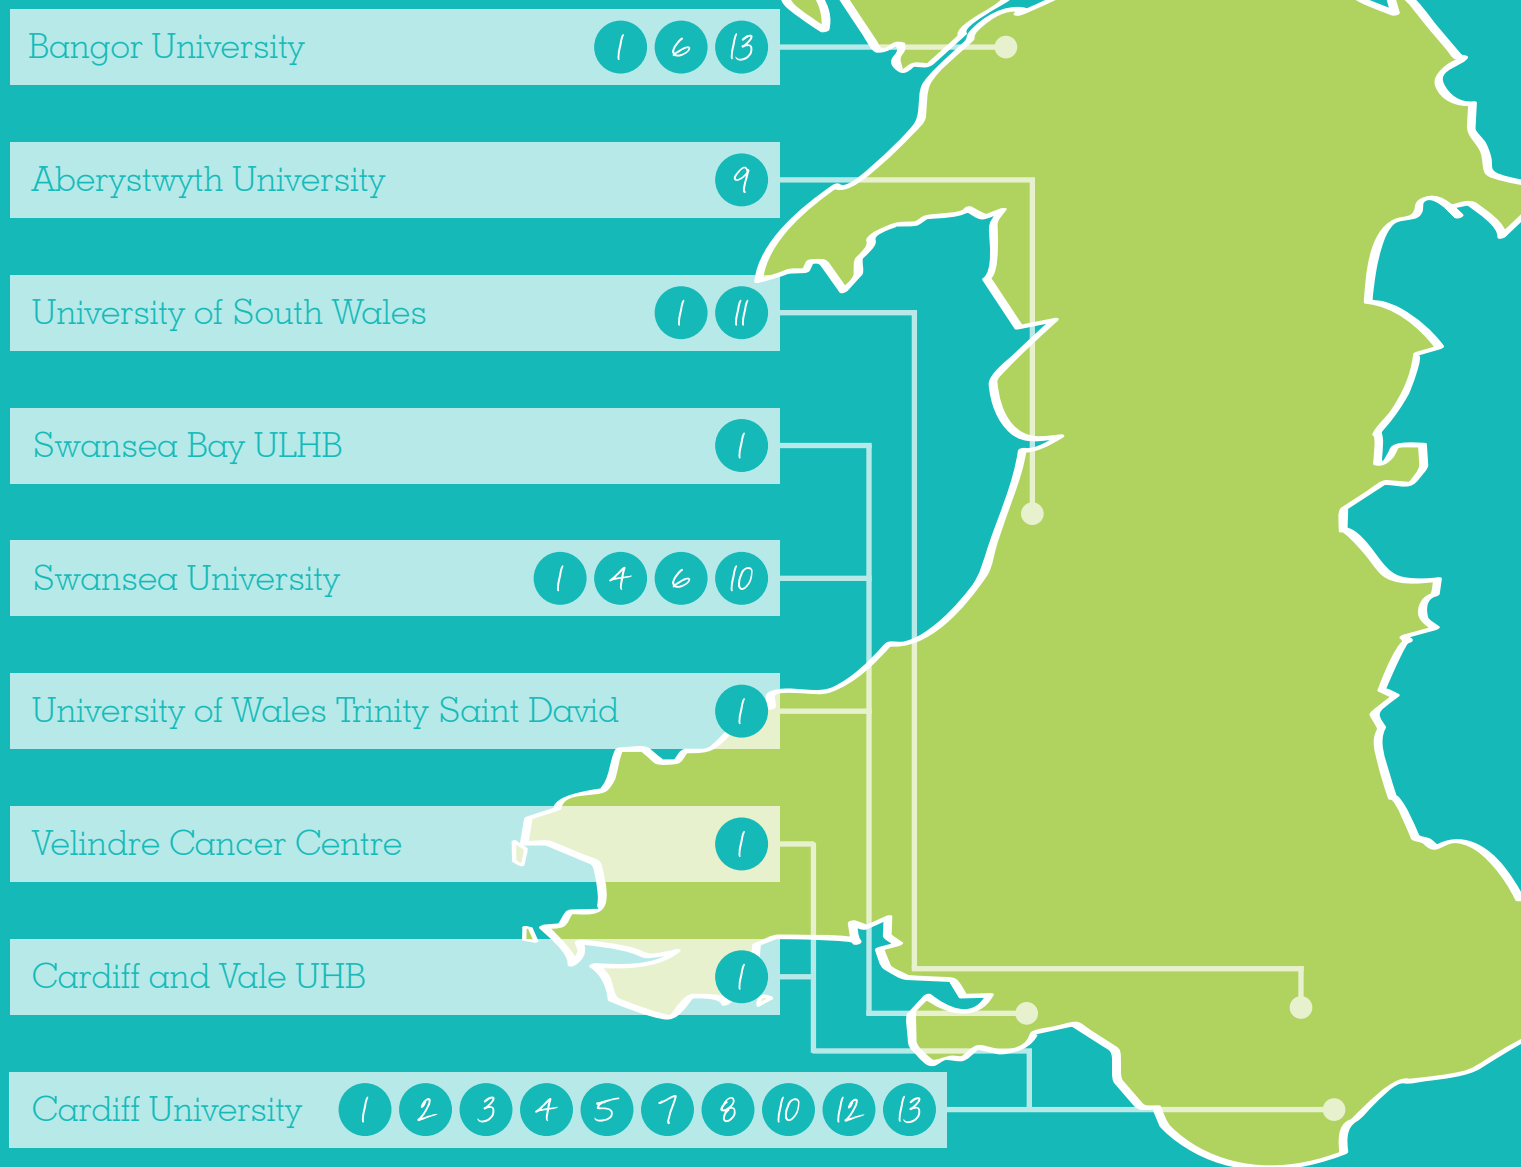 Bangor University 1 6 13
Aberystwyth University 9
University of South Wales 1 11
Swansea Bay ULHB 1
Swansea University 1 4 6 10
University of Wales Trinity Saint David 1
Velindre Cancer Centre 1
Cardiff and Vale UHB 1
Cardiff University 1 2 3 4 5 7 8 10 12 13